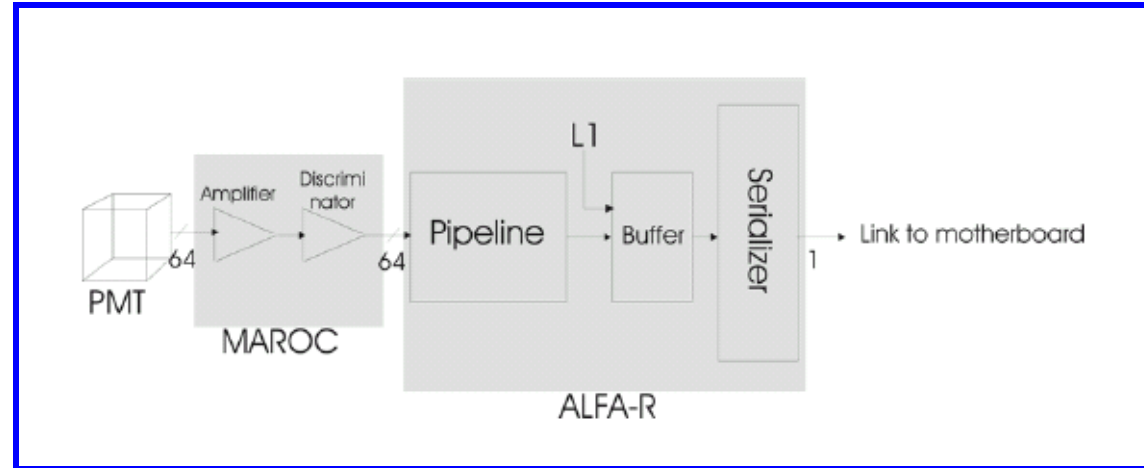 L1
Amplifier
Discrimi
nator
64
64
PMT
MAROC
Pipeline
Buffer
Serializer
1
Link to motherboard
ALFA-R